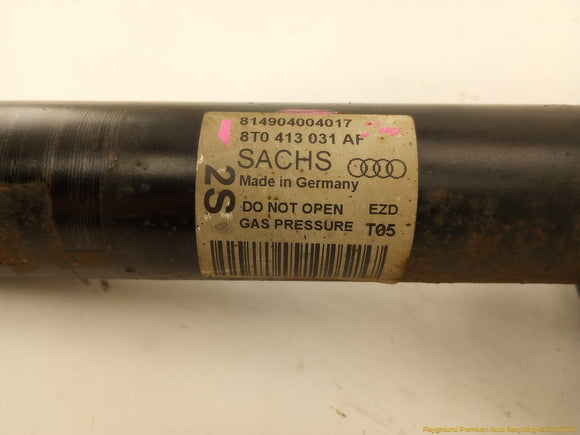 814904004017
8T0 413 031 AF
SACHS
Made in Germany
2S
DO NOT OPEN EZD
GAS PRESSURE T05
Playground Premium Auto Recycling